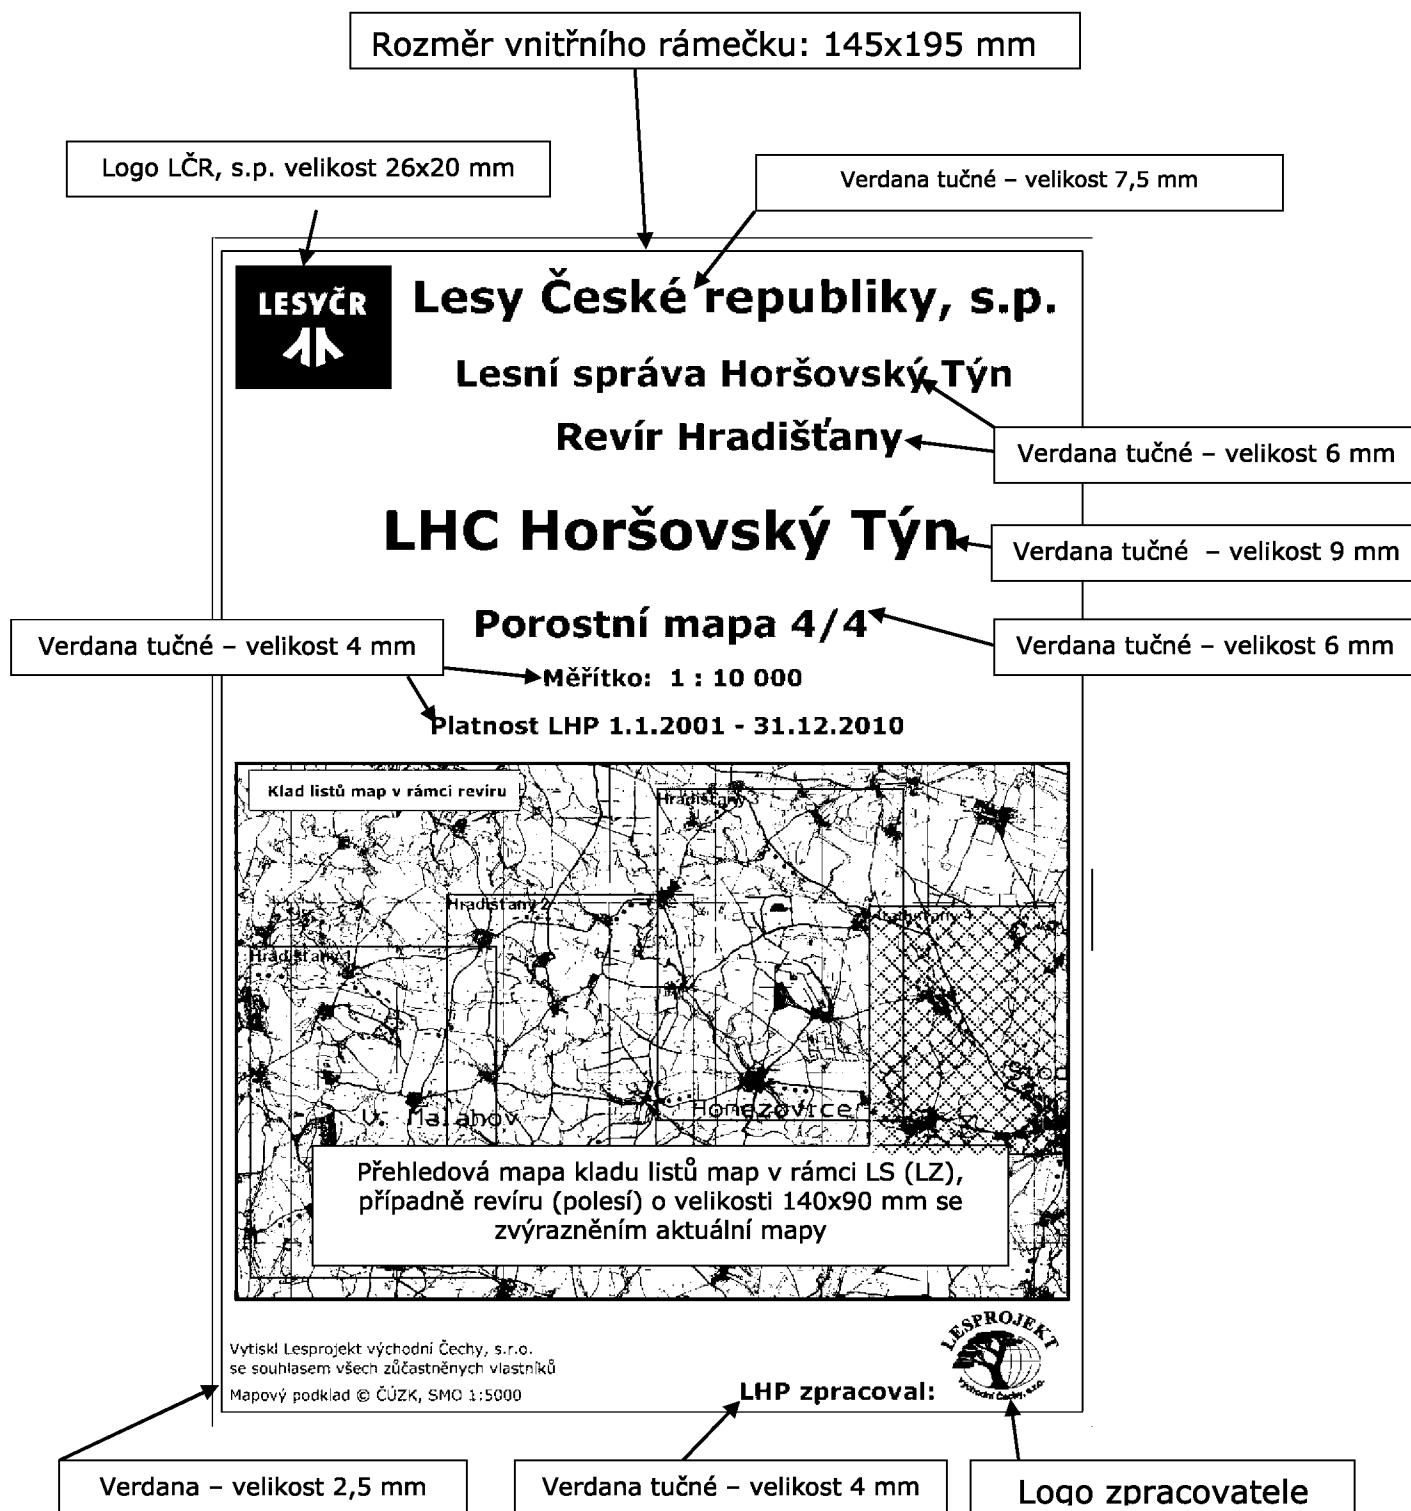 Rozměr vnitřního rámečku: 145x195 mm
Logo LČR, s.p. velikost 26x20 mm
Verdana tučné – velikost 7,5 mm
LESYČR
Lesy České republiky, s.p.
Lesní správa Horšovský Týn
Revír Hradišťany
Verdana tučné – velikost 6 mm
LHC Horšovský Týn
Verdana tučné – velikost 9 mm
Porostní mapa 4/4
Verdana tučné – velikost 4 mm
Verdana tučné – velikost 6 mm
Měřítko: 1 : 10 000
Platnost LHP 1.1.2001 - 31.12.2010
Klad listů map v rámci revíru
Hradišťany 3
Hradišťany 2
Hradišťany 1
Stod
Honezovice
V. Malahov
Přehledová mapa kladu listů map v rámci LS (LZ),
případně revíru (polesí) o velikosti 140x90 mm se
zvýrazněním aktuální mapy
LESPROJEKT
východní Čechy, s.r.o.
Vytiskl Lesprojekt východní Čechy, s.r.o.
se souhlasem všech zůčastněných vlastníků
Mapový podklad © ČÚZK, SMO 1:5000
LHP zpracoval:
Verdana – velikost 2,5 mm
Verdana tučné – velikost 4 mm
Logo zpracovatele